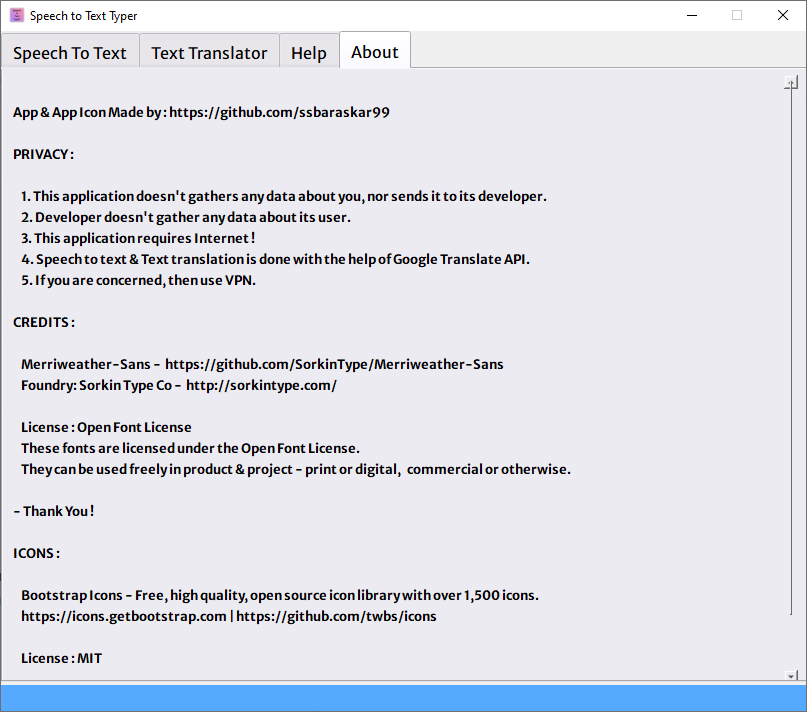 Speech to Text Typer
Speech To Text
Text Translator
Help
About
App & App Icon Made by : https://github.com/ssbaraskar99
PRIVACY :
1. This application doesn't gathers any data about you, nor sends it to its developer.
2. Developer doesn't gather any data about its user.
3. This application requires Internet !
4. Speech to text & Text translation is done with the help of Google Translate API.
5. If you are concerned, then use VPN.
CREDITS :
Merriweather-Sans - https://github.com/SorkinType/Merriweather-Sans
Foundry: Sorkin Type Co - http://sorkintype.com/
License : Open Font License
These fonts are licensed under the Open Font License.
They can be used freely in product & project - print or digital, commercial or otherwise.
- Thank You !
ICONS :
Bootstrap Icons - Free, high quality, open source icon library with over 1,500 icons.
https://icons.getbootstrap.com | https://github.com/twbs/icons
License : MIT